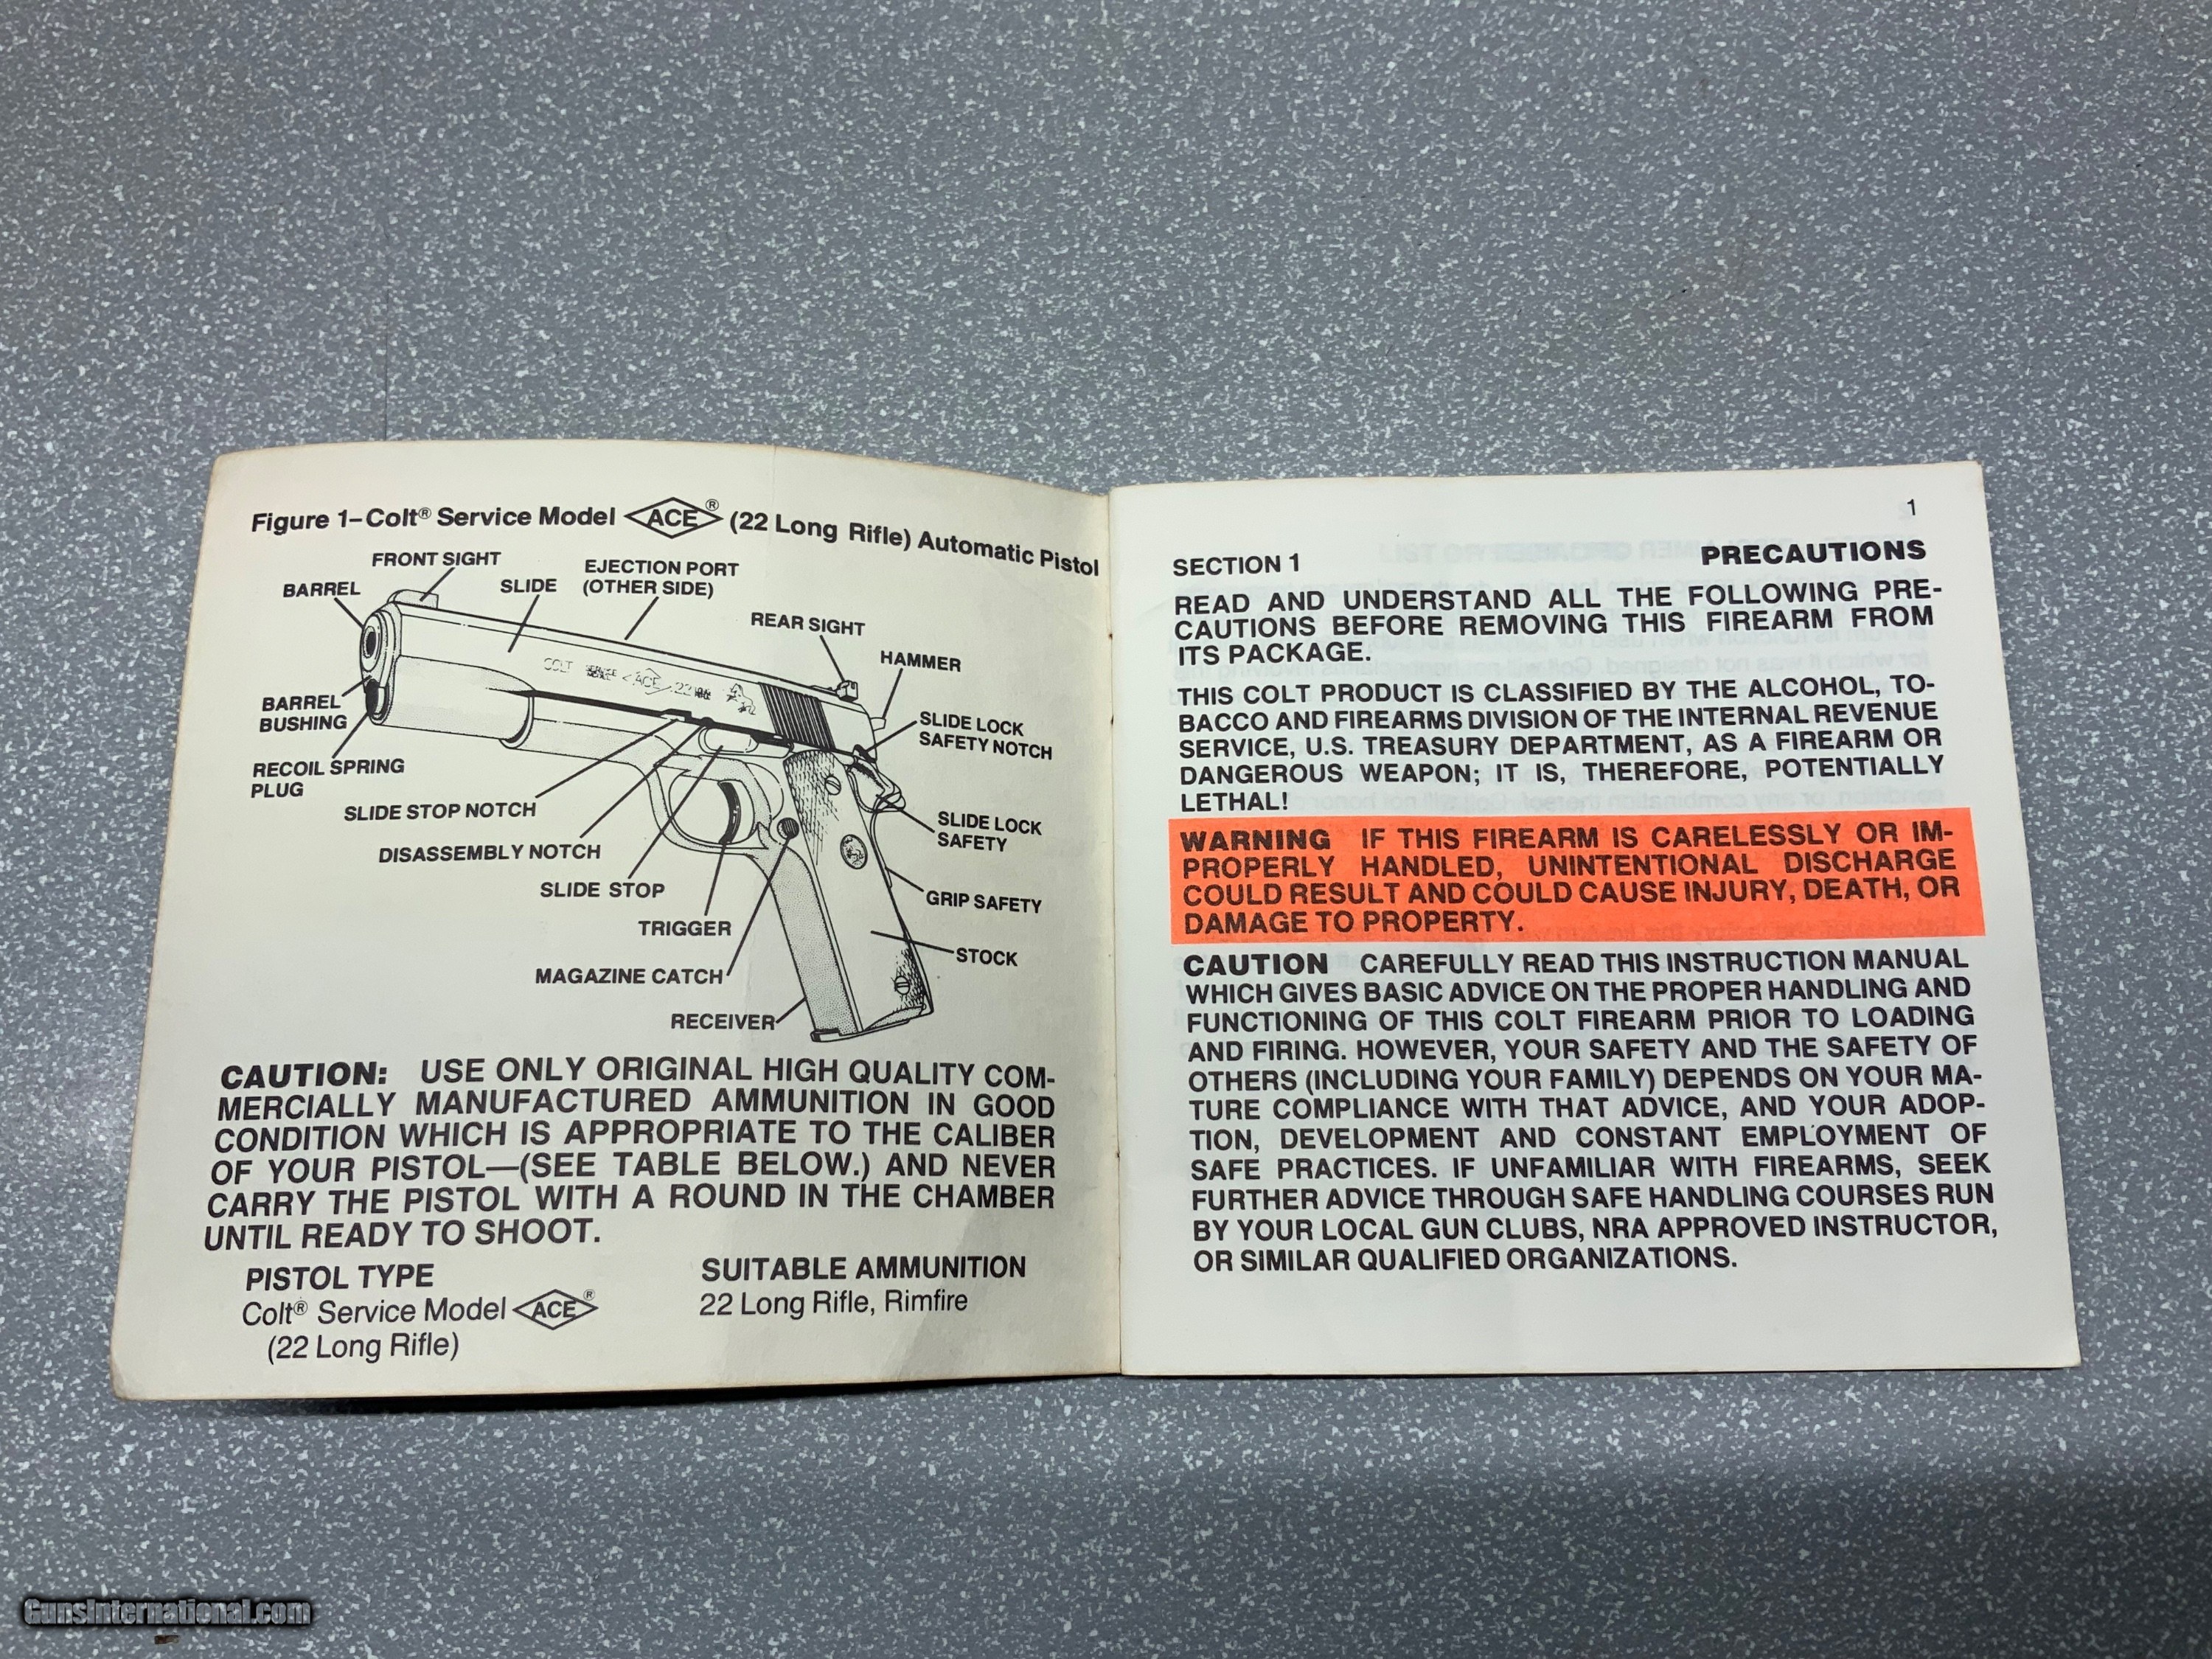 Figure 1–Colt® Service Model ACE® (22 Long Rifle) Automatic Pistol
FRONT SIGHT
BARREL
SLIDE
EJECTION PORT
(OTHER SIDE)
REAR SIGHT
HAMMER
COLT SERVICE MODEL ACE .22 LR
BARREL
BUSHING
SLIDE LOCK
SAFETY NOTCH
RECOIL SPRING
PLUG
SLIDE STOP NOTCH
SLIDE LOCK
SAFETY
DISASSEMBLY NOTCH
SLIDE STOP
GRIP SAFETY
TRIGGER
STOCK
MAGAZINE CATCH
RECEIVER
CAUTION: USE ONLY ORIGINAL HIGH QUALITY COM-
MERCIALLY MANUFACTURED AMMUNITION IN GOOD
CONDITION WHICH IS APPROPRIATE TO THE CALIBER
OF YOUR PISTOL—(SEE TABLE BELOW.) AND NEVER
CARRY THE PISTOL WITH A ROUND IN THE CHAMBER
UNTIL READY TO SHOOT.
PISTOL TYPE
Colt® Service Model ACE®
(22 Long Rifle)
SUITABLE AMMUNITION
22 Long Rifle, Rimfire
1
SECTION 1 PRECAUTIONS
READ AND UNDERSTAND ALL THE FOLLOWING PRE-
CAUTIONS BEFORE REMOVING THIS FIREARM FROM
ITS PACKAGE.
THIS COLT PRODUCT IS CLASSIFIED BY THE ALCOHOL, TO-
BACCO AND FIREARMS DIVISION OF THE INTERNAL REVENUE
SERVICE, U.S. TREASURY DEPARTMENT, AS A FIREARM OR
DANGEROUS WEAPON; IT IS, THEREFORE, POTENTIALLY
LETHAL!
WARNING IF THIS FIREARM IS CARELESSLY OR IM-
PROPERLY HANDLED, UNINTENTIONAL DISCHARGE
COULD RESULT AND COULD CAUSE INJURY, DEATH, OR
DAMAGE TO PROPERTY.
CAUTION CAREFULLY READ THIS INSTRUCTION MANUAL
WHICH GIVES BASIC ADVICE ON THE PROPER HANDLING AND
FUNCTIONING OF THIS COLT FIREARM PRIOR TO LOADING
AND FIRING. HOWEVER, YOUR SAFETY AND THE SAFETY OF
OTHERS (INCLUDING YOUR FAMILY) DEPENDS ON YOUR MA-
TURE COMPLIANCE WITH THAT ADVICE, AND YOUR ADOP-
TION, DEVELOPMENT AND CONSTANT EMPLOYMENT OF
SAFE PRACTICES. IF UNFAMILIAR WITH FIREARMS, SEEK
FURTHER ADVICE THROUGH SAFE HANDLING COURSES RUN
BY YOUR LOCAL GUN CLUBS, NRA APPROVED INSTRUCTOR,
OR SIMILAR QUALIFIED ORGANIZATIONS.
GunsInternational.com